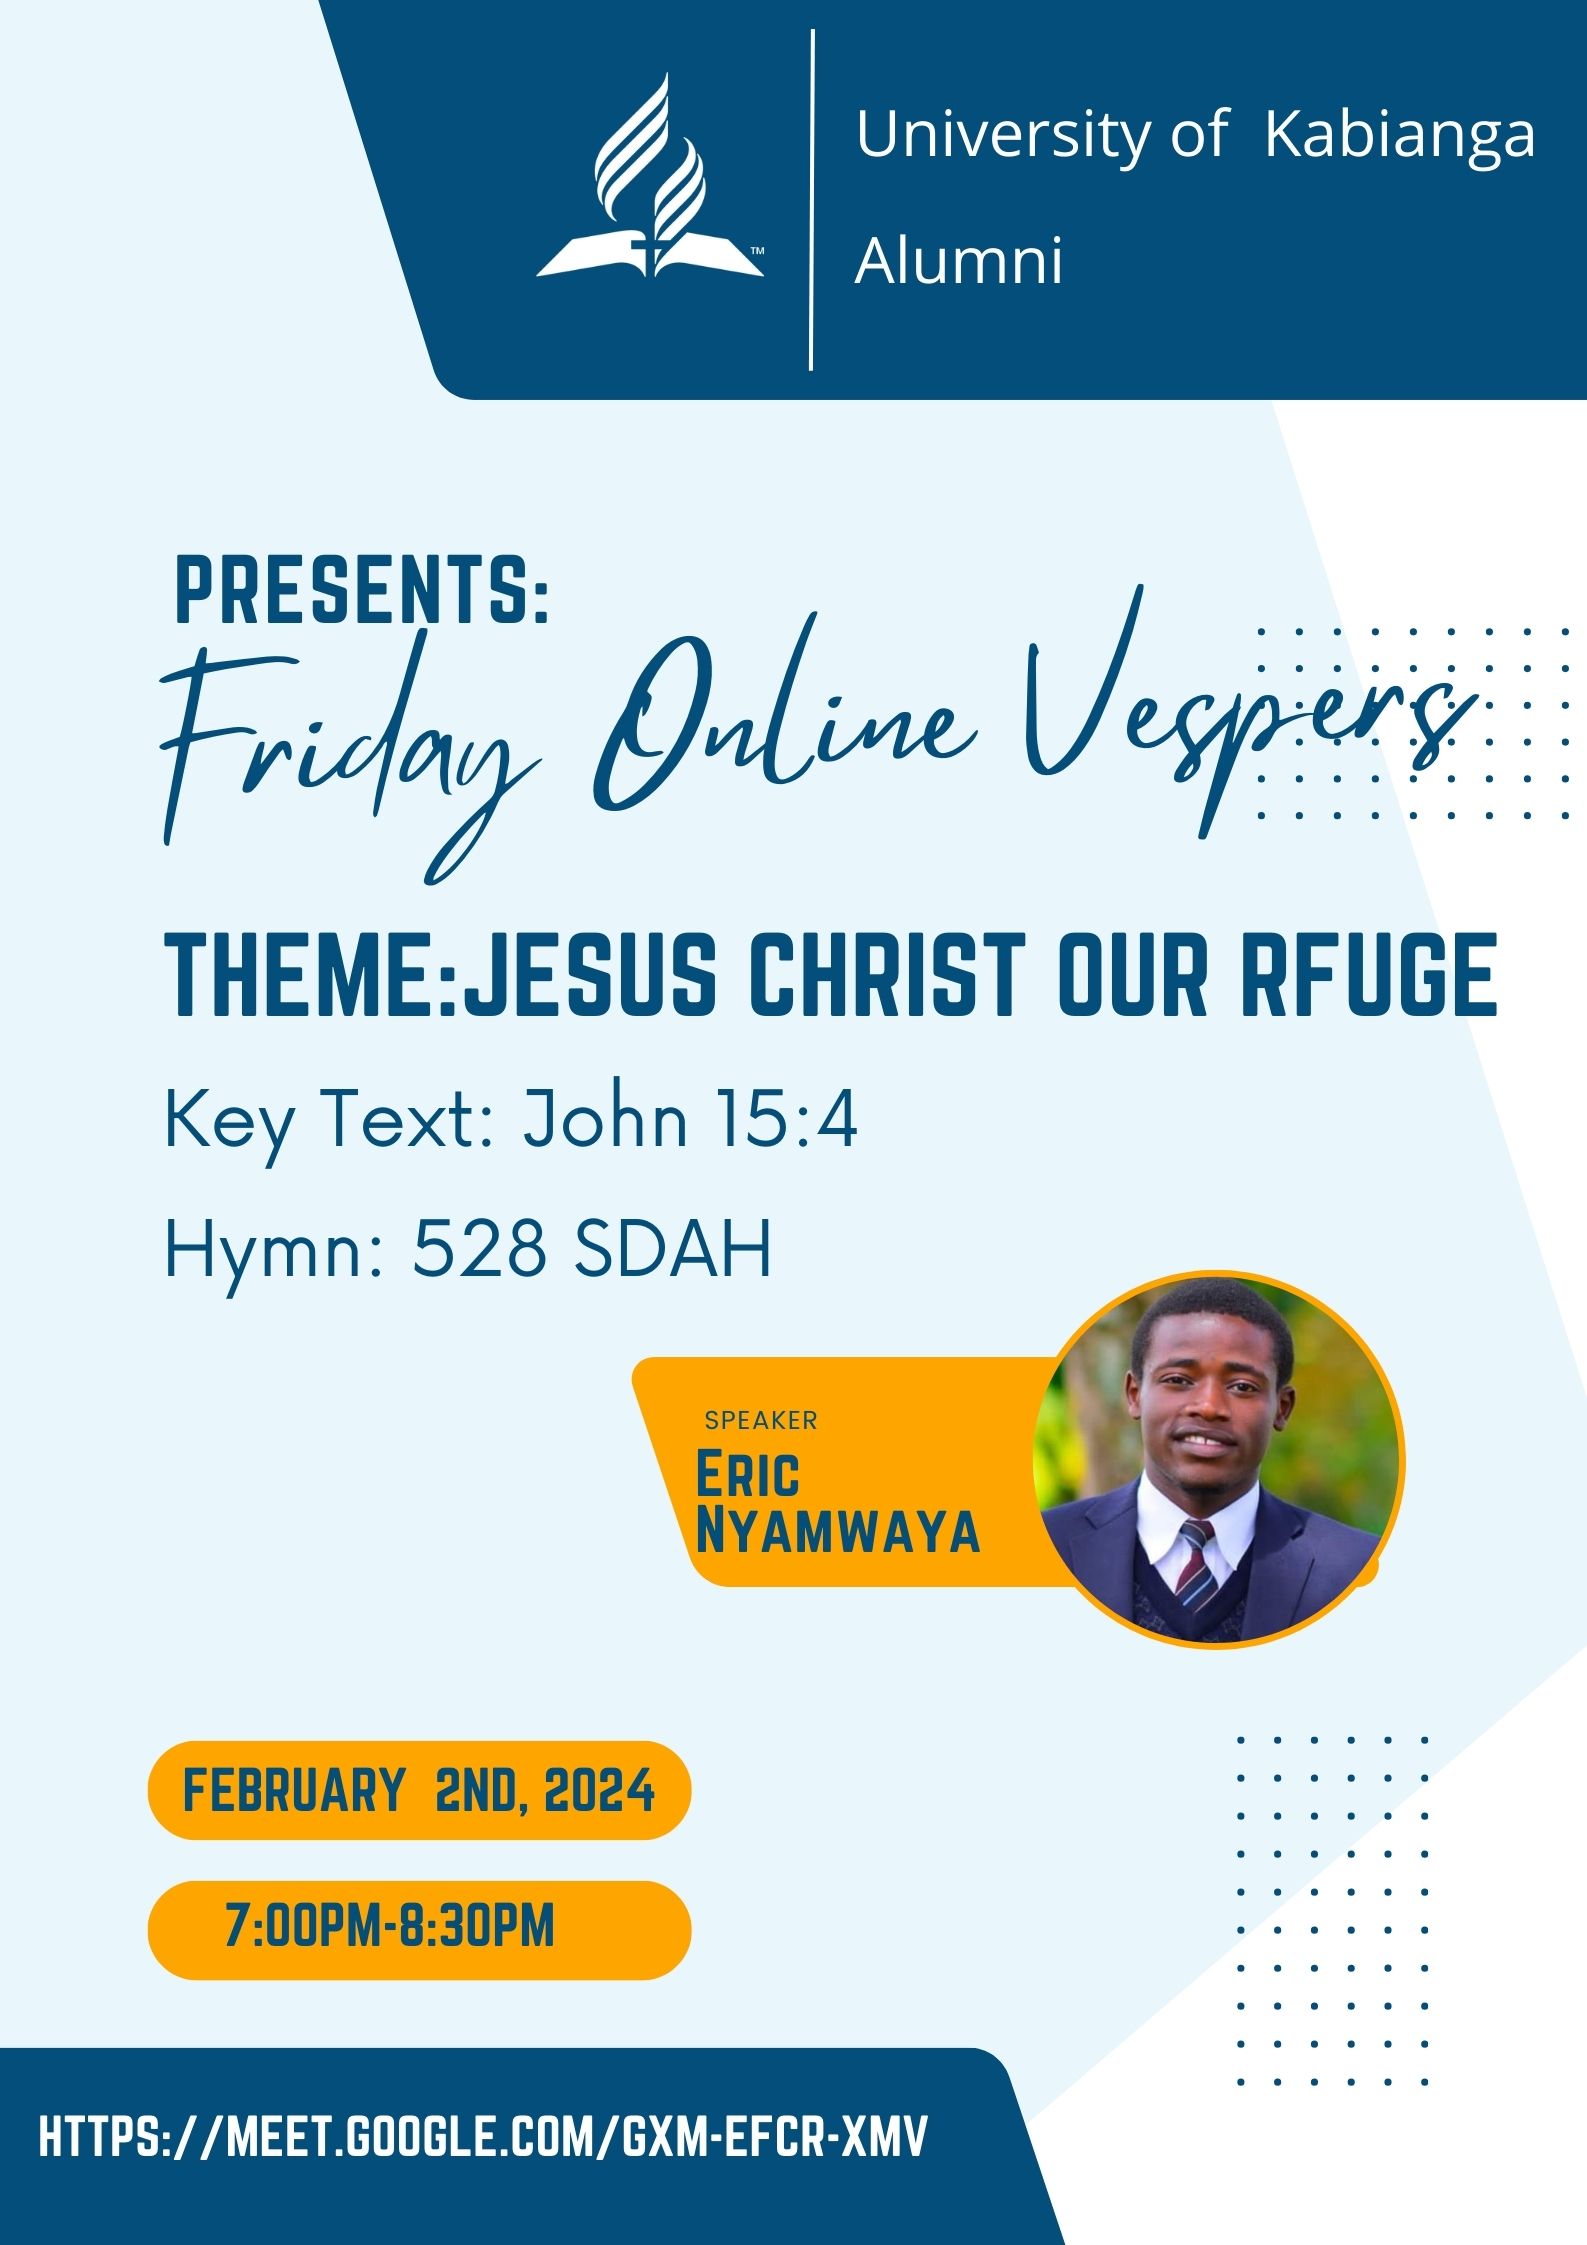 University of  Kabianga
Alumni
TM
PRESENTS:
Friday Online Vespers
THEME:JESUS CHRIST OUR RFUGE
Key Text: John 15:4
Hymn: 528 SDAH
SPEAKER
ERIC
NYAMWAYA
FEBRUARY  2ND, 2024
7:00PM-8:30PM
HTTPS://MEET.GOOGLE.COM/GXM-EFCR-XMV